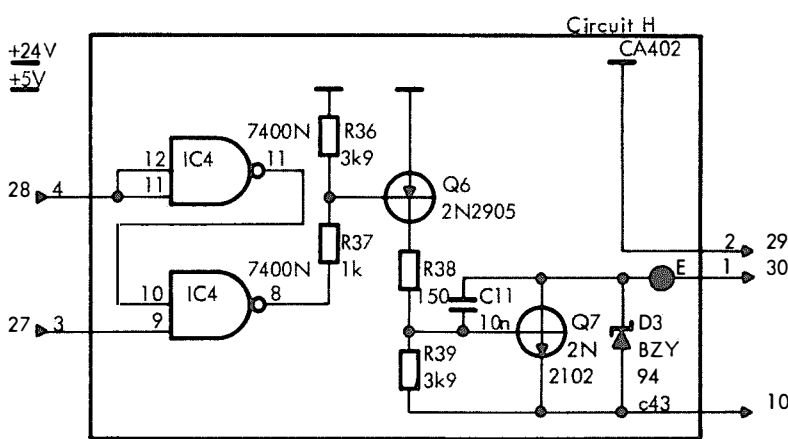 Circuit H
+24V
CA402
+5V
7400N
R36
3k9
12
IC4
11
28
4
11
Q6
2N2905
R37
1k
7400N
R38
150
C11
10n
2
29
E
1
30
10
IC4
8
27
3
9
Q7
2N
2102
D3
BZY
94
c43
R39
3k9
10